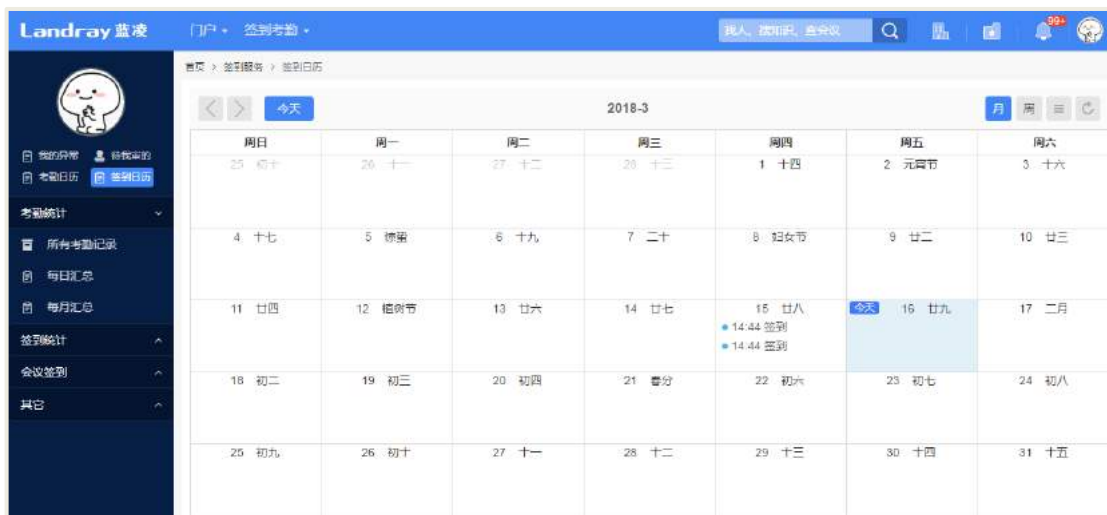 Landray 蓝凌 门户 签到考勤 找人、搜知识、查会议 99+
首页 > 签到服务 > 签到日历
今天 2018-3 月 周
我的异常 待我审的
考勤日历 签到日历
考勤统计
所有考勤记录
每日汇总
每月汇总
签到统计
会议签到
其它
周日 周一 周二 周三 周四 周五 周六
25 初十 26 十一 27 十二 28 十三 1 十四 2 元宵节 3 十六
4 十七 5 惊蛰 6 十九 7 二十 8 妇女节 9 廿二 10 廿三
11 廿四 12 植树节 13 廿六 14 廿七 15 廿八 今天 16 廿九 17 二月
14:44 签到
14:44 签到
18 初二 19 初三 20 初四 21 春分 22 初六 23 初七 24 初八
25 初九 26 初十 27 十一 28 十二 29 十三 30 十四 31 十五